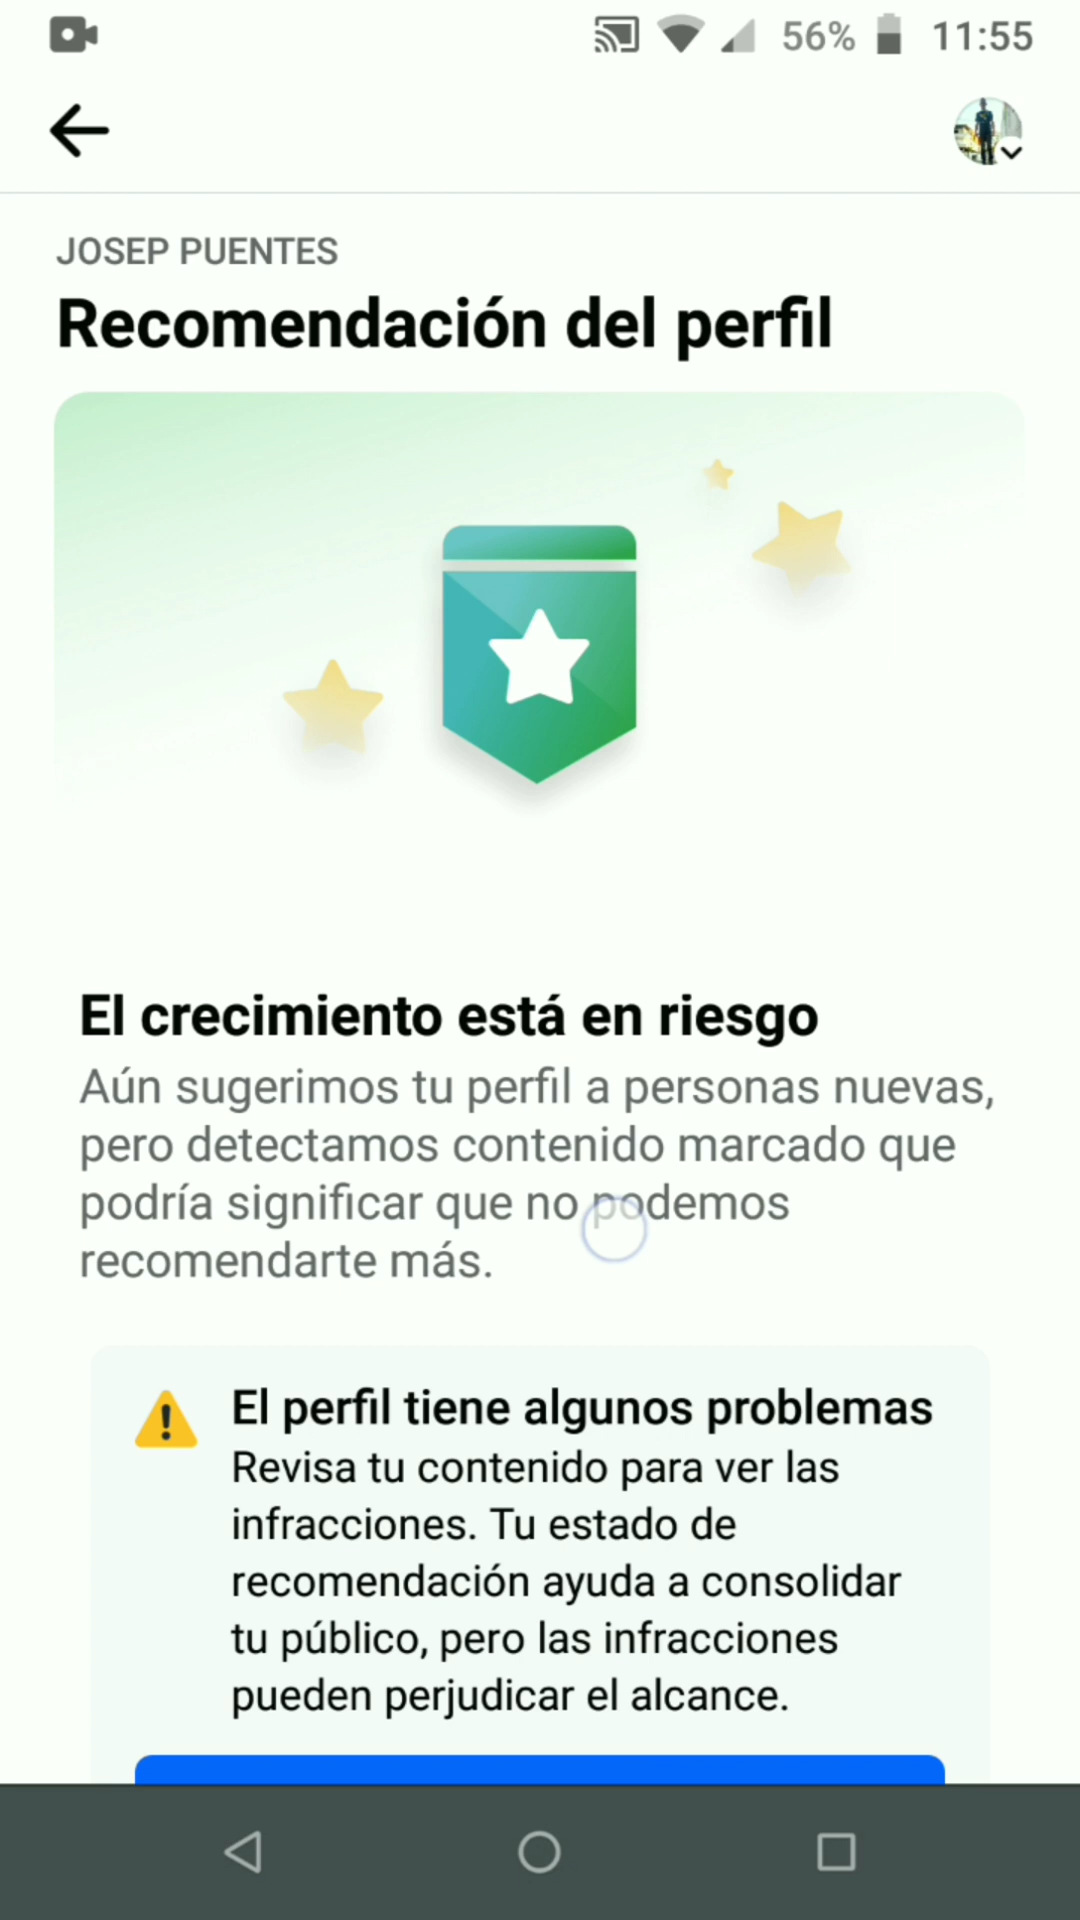 56% 11:55
JOSEP PUENTES
Recomendación del perfil
El crecimiento está en riesgo
Aún sugerimos tu perfil a personas nuevas,
pero detectamos contenido marcado que
podría significar que no podemos
recomendarte más.
El perfil tiene algunos problemas
Revisa tu contenido para ver las
infracciones. Tu estado de
recomendación ayuda a consolidar
tu público, pero las infracciones
pueden perjudicar el alcance.